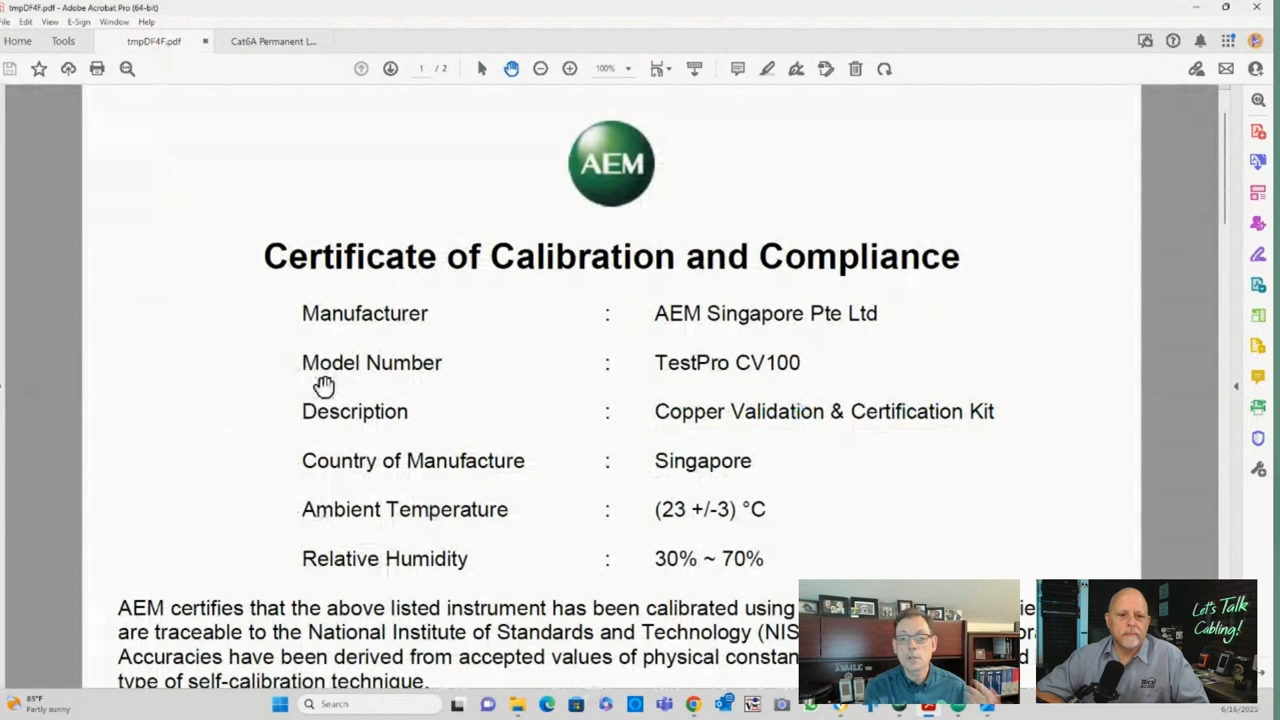 tmpDF4F.pdf - Adobe Acrobat Pro (64-bit)
File Edit View E-Sign Window Help
Home Tools tmpDF4F.pdf Cat6A Permanent L...
1 / 2 100%
AEM
Certificate of Calibration and Compliance
Manufacturer : AEM Singapore Pte Ltd
Model Number : TestPro CV100
Description : Copper Validation & Certification Kit
Country of Manufacture : Singapore
Ambient Temperature : (23 +/-3) °C
Relative Humidity : 30% ~ 70%
AEM certifies that the above listed instrument has been calibrated using
are traceable to the National Institute of Standards and Technology (NIS
Accuracies have been derived from accepted values of physical constan
type of self-calibration technique.
Let's Talk
Cabling!
85°F
Partly sunny
Search